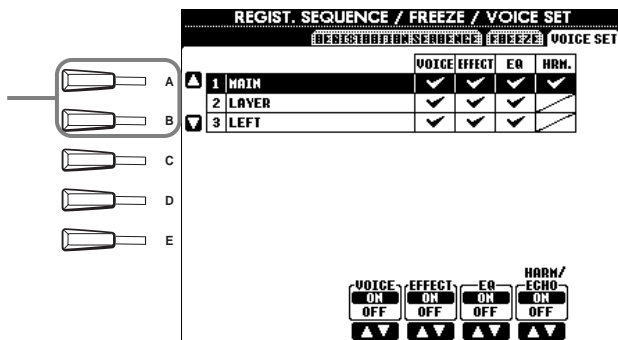 REGIST. SEQUENCE / FREEZE / VOICE SET
REGISTRATION SEQUENCE FREEZE VOICE SET
VOICE EFFECT EQ HRM.
A 1 MAIN
B 2 LAYER
3 LEFT
C
D
E
HARM/
VOICE EFFECT EQ ECHO
ON ON ON ON
OFF OFF OFF OFF